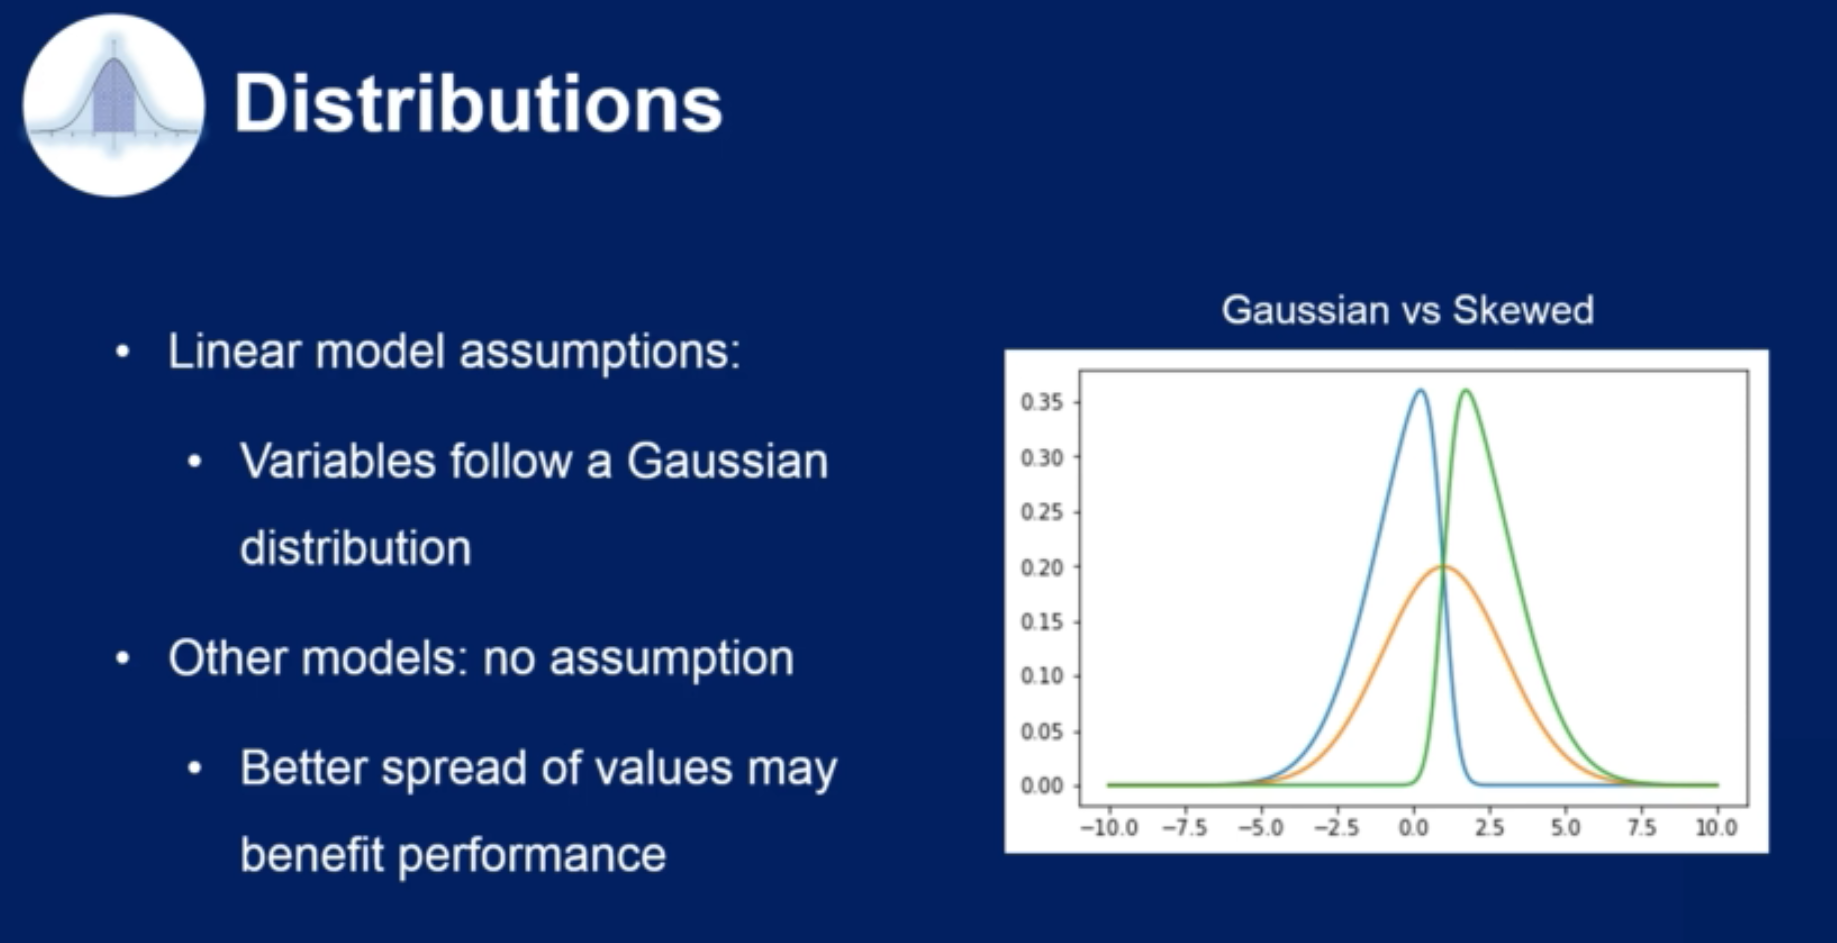 Distributions
• Linear model assumptions:
• Variables follow a Gaussian
distribution
• Other models: no assumption
• Better spread of values may
benefit performance
Gaussian vs Skewed
0.35
0.30
0.25
0.20
0.15
0.10
0.05
0.00
−10.0 −7.5 −5.0 −2.5 0.0 2.5 5.0 7.5 10.0